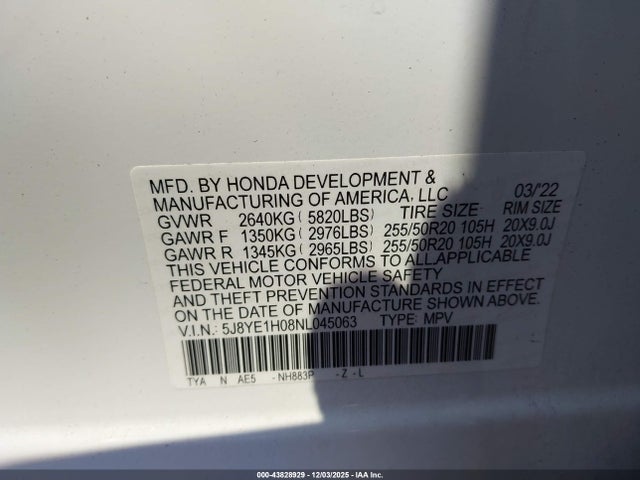 MFD. BY HONDA DEVELOPMENT &
MANUFACTURING OF AMERICA, LLC 03/'22
GVWR 2640KG ( 5820LBS) TIRE SIZE: RIM SIZE
GAWR F 1350KG ( 2976LBS) 255/50R20 105H 20X9.0J
GAWR R 1345KG ( 2965LBS) 255/50R20 105H 20X9.0J
THIS VEHICLE CONFORMS TO ALL APPLICABLE
FEDERAL MOTOR VEHICLE SAFETY
AND THEFT PREVENTION STANDARDS IN EFFECT
ON THE DATE OF MANUFACTURE SHOWN ABOVE.
V.I.N.: 5J8YE1H08NL045063 TYPE: MPV
TYA N AE5 -NH883P -Z -L
000-43828929 - 12/03/2025 - IAA Inc.